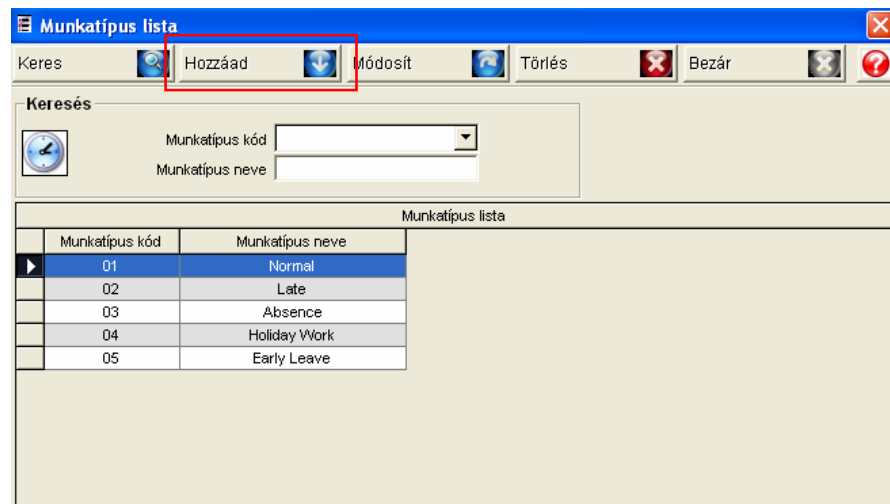 Munkatípus lista
Keres Hozzáad Módosít Törlés Bezár
Keresés
Munkatípus kód
Munkatípus neve
Munkatípus lista
Munkatípus kód Munkatípus neve
01 Normal
02 Late
03 Absence
04 Holiday Work
05 Early Leave